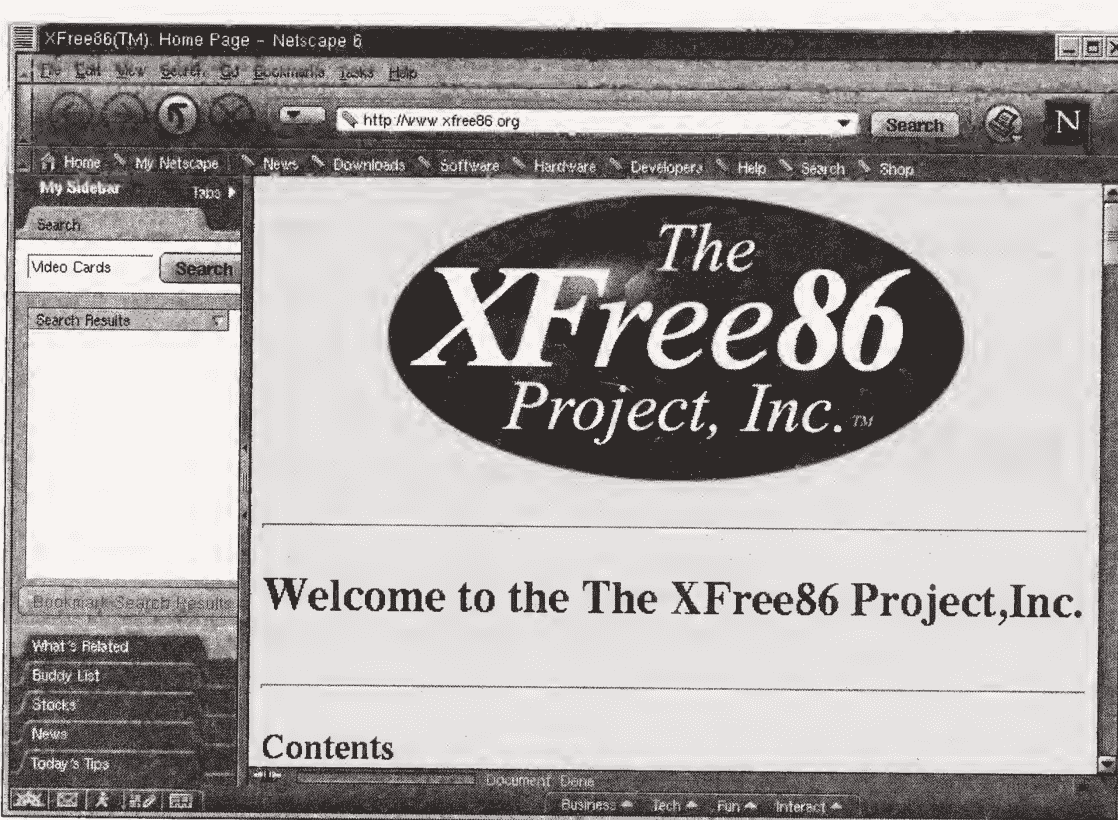 XFree86(TM): Home Page - Netscape 6
File Edit View Search Go Bookmarks Tasks Help
http://www.xfree86.org Search N
Home My Netscape News Downloads Software Hardware Developers Help Search Shop
My Sidebar Tabs
Search
Video Cards Search
Search Results
Bookmark Search Results
What's Related
Buddy List
Stocks
News
Today's Tips
The
XFree86
Project, Inc. TM
Welcome to the The XFree86 Project,Inc.
Contents
Document: Done
Business Tech Fun Interact